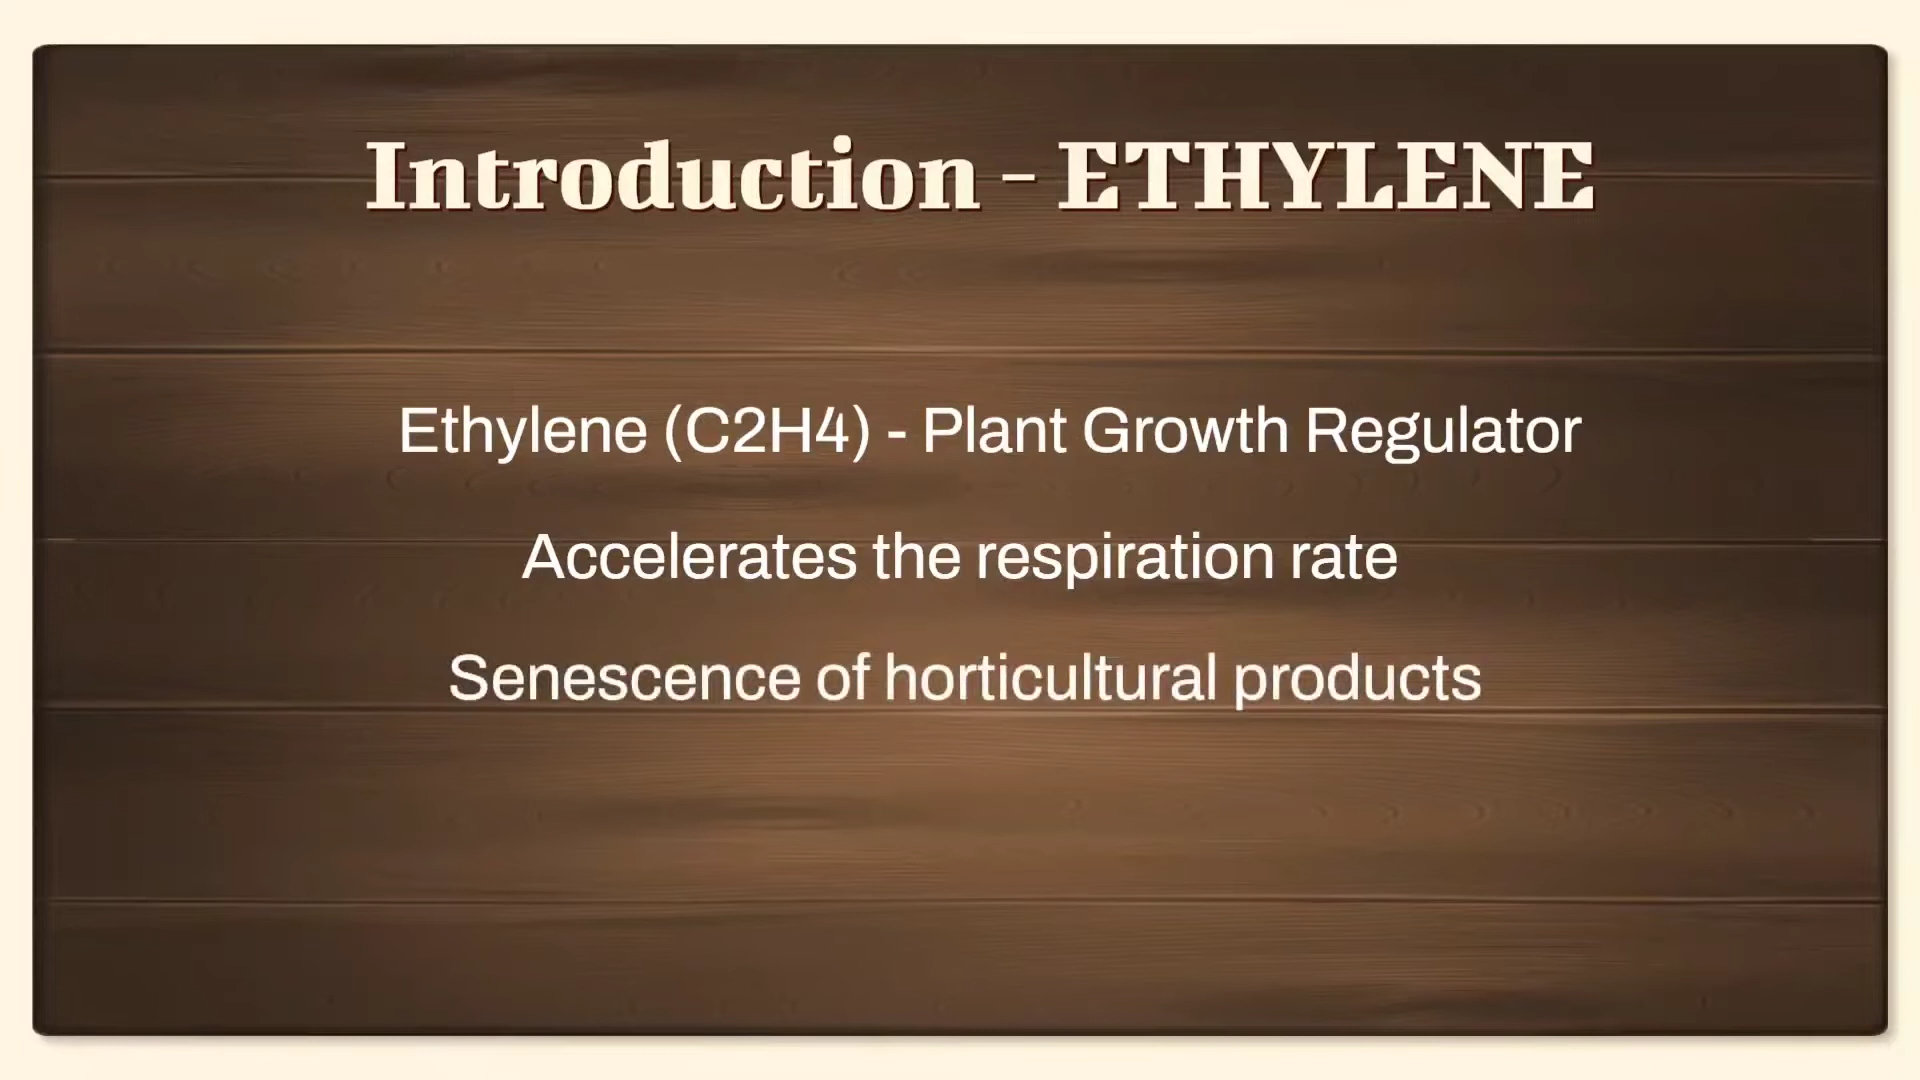 Introduction - ETHYLENE
Ethylene (C2H4) - Plant Growth Regulator
Accelerates the respiration rate
Senescence of horticultural products